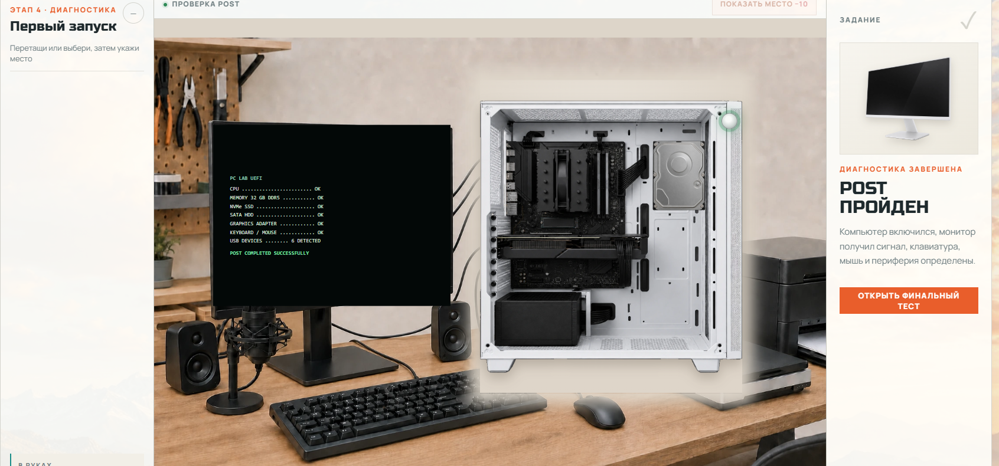 ЭТАП 4 · ДИАГНОСТИКА
Первый запуск
Перетащи или выбери, затем укажи
место
В РУКАХ
ПРОВЕРКА POST
ПОКАЗАТЬ МЕСТО −10
PC LAB UEFI
CPU ........................ OK
MEMORY 32 GB DDR5 ........... OK
NVMe SSD .................... OK
SATA HDD .................... OK
GRAPHICS ADAPTER ............ OK
KEYBOARD / MOUSE ............ OK
USB DEVICES ........ 6 DETECTED
POST COMPLETED SUCCESSFULLY
ЗАДАНИЕ
ДИАГНОСТИКА ЗАВЕРШЕНА
POST
ПРОЙДЕН
Компьютер включился, монитор
получил сигнал, клавиатура,
мышь и периферия определены.
ОТКРЫТЬ ФИНАЛЬНЫЙ
ТЕСТ